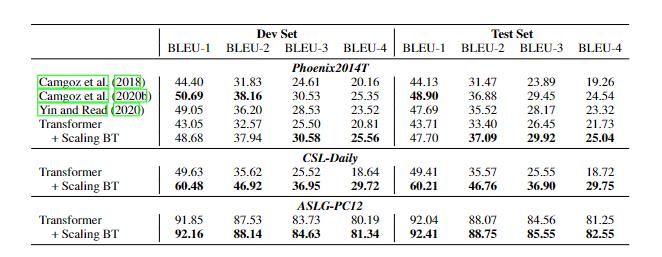 Dev Set Test Set
BLEU-1 BLEU-2 BLEU-3 BLEU-4 BLEU-1 BLEU-2 BLEU-3 BLEU-4
Phoenix2014T
Camgoz et al. (2018) 44.40 31.83 24.61 20.16 44.13 31.47 23.89 19.26
Camgoz et al. (2020b) 50.69 38.16 30.53 25.35 48.90 36.88 29.45 24.54
Yin and Read (2020) 49.05 36.20 28.53 23.52 47.69 35.52 28.17 23.32
Transformer 43.05 32.57 25.50 20.81 43.71 33.40 26.45 21.73
+ Scaling BT 48.68 37.94 30.58 25.56 47.70 37.09 29.92 25.04
CSL-Daily
Transformer 49.63 35.62 25.52 18.64 49.41 35.57 25.55 18.72
+ Scaling BT 60.48 46.92 36.95 29.72 60.21 46.76 36.90 29.75
ASLG-PC12
Transformer 91.85 87.53 83.73 80.19 92.04 88.07 84.56 81.25
+ Scaling BT 92.16 88.14 84.63 81.34 92.41 88.75 85.55 82.55